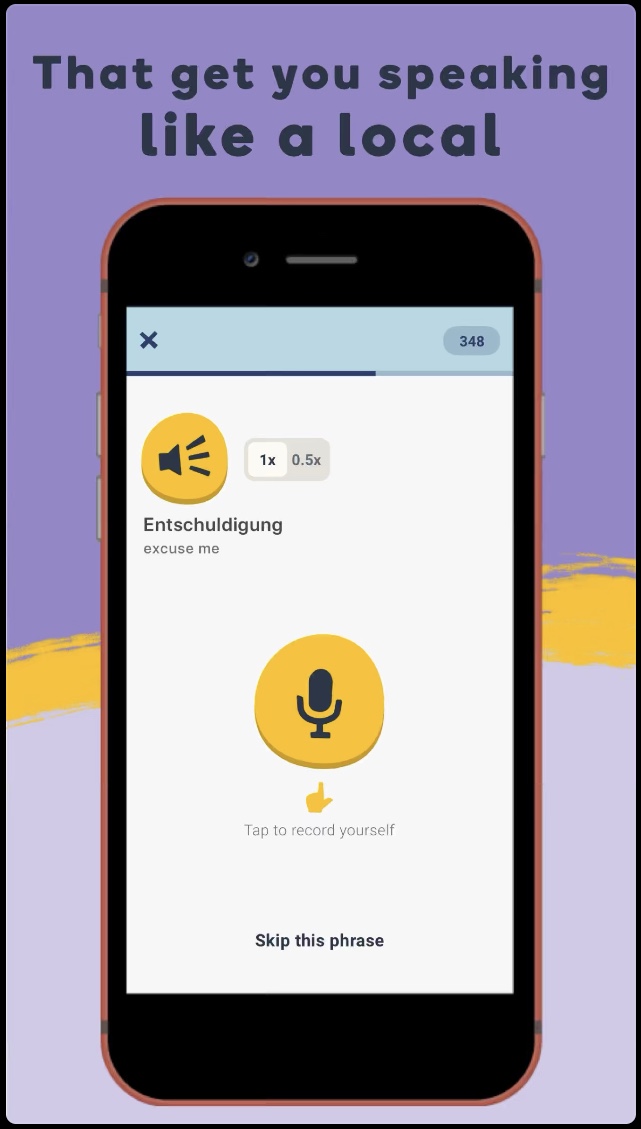 That get you speaking
like a local
348
1x 0.5x
Entschuldigung
excuse me
Tap to record yourself
Skip this phrase